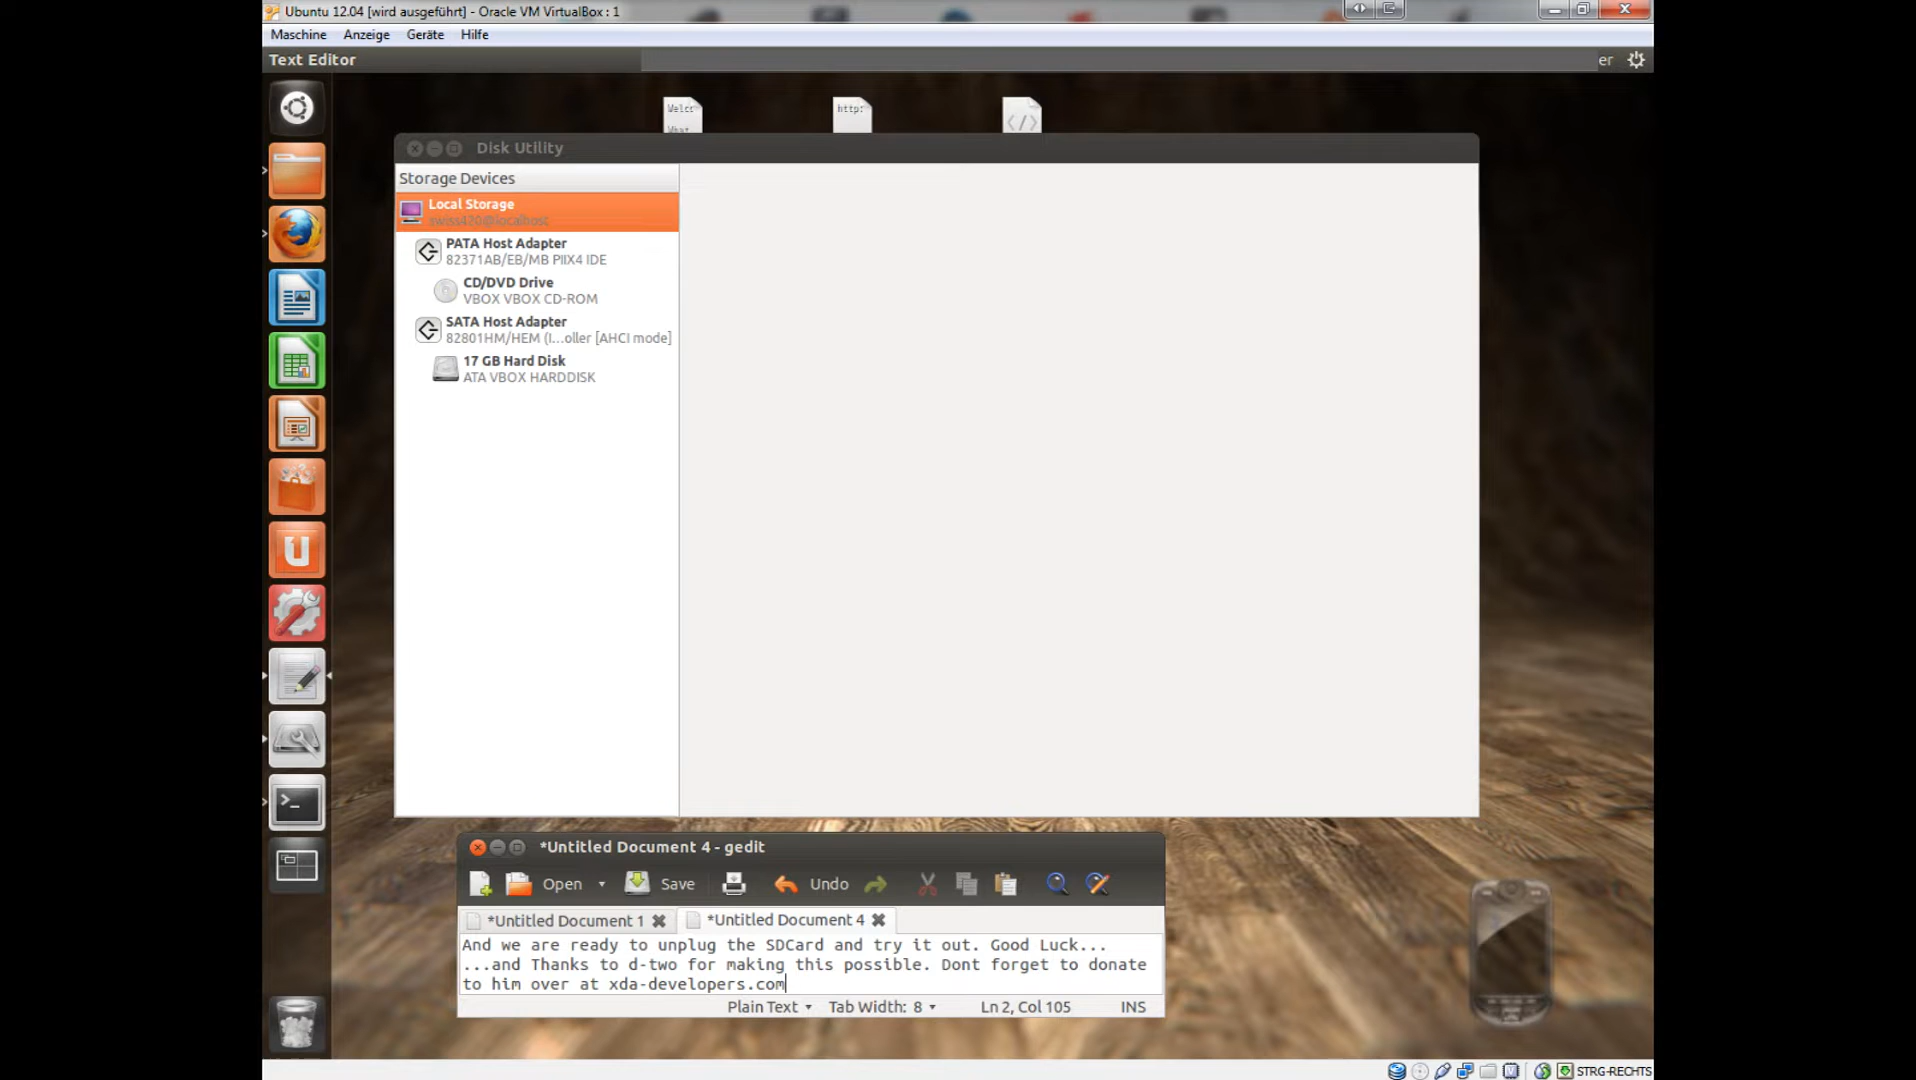 Ubuntu 12.04 [wird ausgeführt] - Oracle VM VirtualBox : 1
Maschine Anzeige Geräte Hilfe
Text Editor
er
Welcc
What
http:
</>
Disk Utility
Storage Devices
Local Storage
swiss420@localhost
PATA Host Adapter
82371AB/EB/MB PIIX4 IDE
CD/DVD Drive
VBOX VBOX CD-ROM
SATA Host Adapter
82801HM/HEM (I...oller [AHCI mode]
17 GB Hard Disk
ATA VBOX HARDDISK
*Untitled Document 4 - gedit
Open Save Undo
*Untitled Document 1 *Untitled Document 4
And we are ready to unplug the SDCard and try it out. Good Luck...
...and Thanks to d-two for making this possible. Dont forget to donate
to him over at xda-developers.com
Plain Text Tab Width: 8 Ln 2, Col 105 INS
STRG-RECHTS